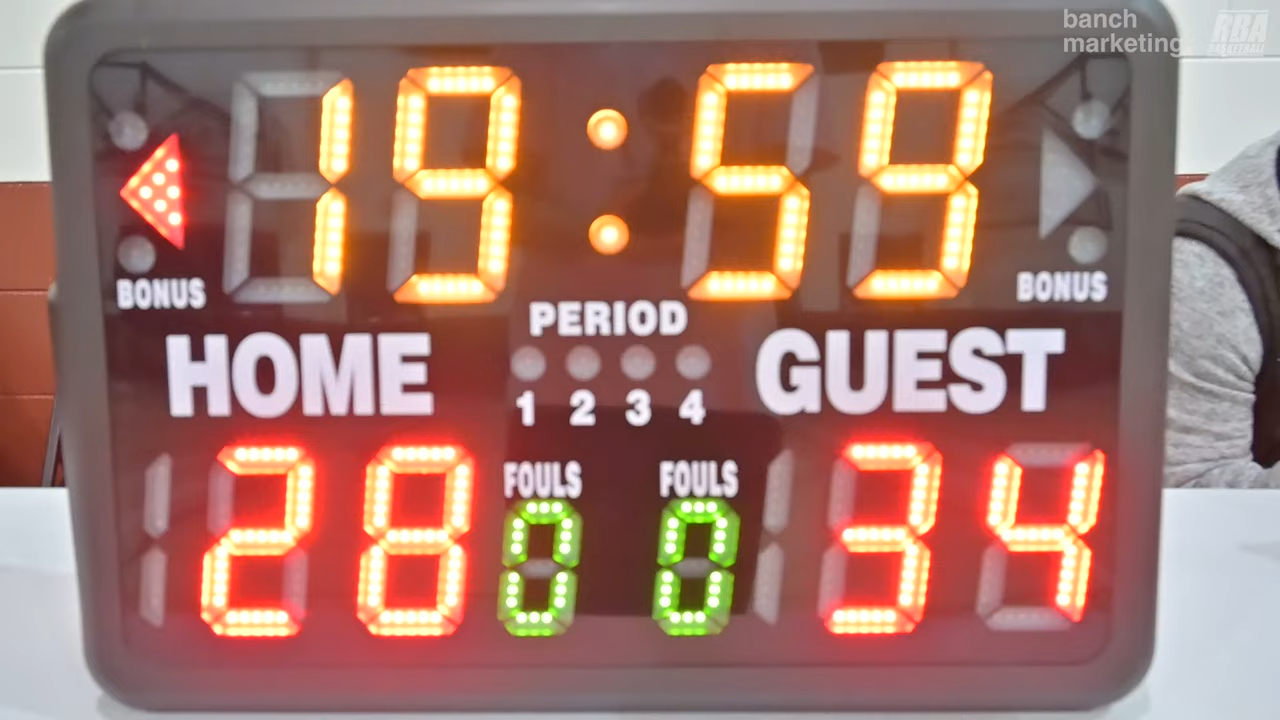 banch
marketing
RBA
BASKETBALL
19:59
BONUS
BONUS
PERIOD
HOME
GUEST
1 2 3 4
FOULS
FOULS
28
0
0
34